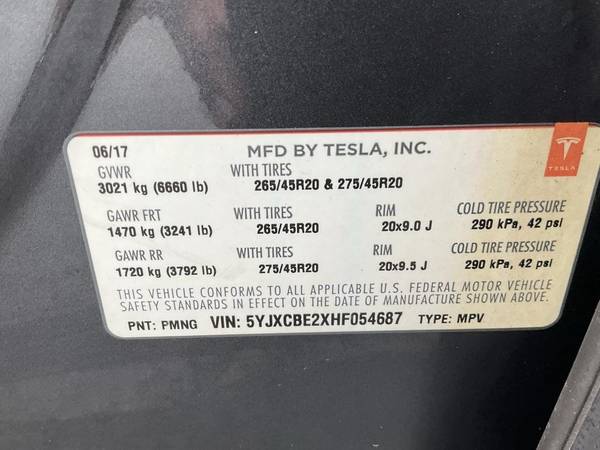 06/17 MFD BY TESLA, INC.
GVWR WITH TIRES
3021 kg (6660 lb) 265/45R20 & 275/45R20
TESLA
GAWR FRT WITH TIRES RIM COLD TIRE PRESSURE
1470 kg (3241 lb) 265/45R20 20x9.0 J 290 kPa, 42 psi
GAWR RR WITH TIRES RIM COLD TIRE PRESSURE
1720 kg (3792 lb) 275/45R20 20x9.5 J 290 kPa, 42 psi
THIS VEHICLE CONFORMS TO ALL APPLICABLE U.S. FEDERAL MOTOR VEHICLE
SAFETY STANDARDS IN EFFECT ON THE DATE OF MANUFACTURE SHOWN ABOVE.
PNT: PMNG VIN: 5YJXCBE2XHF054687 TYPE: MPV